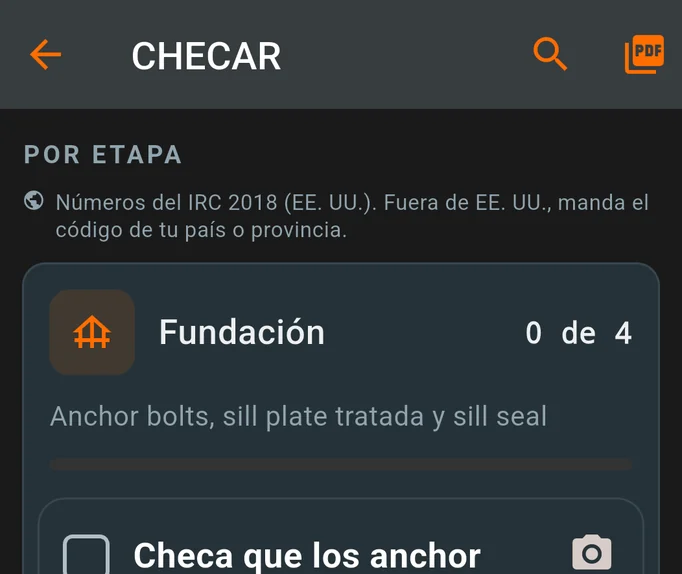 CHECAR
PDF
POR ETAPA
Números del IRC 2018 (EE. UU.). Fuera de EE. UU., manda el
código de tu país o provincia.
Fundación
0 de 4
Anchor bolts, sill plate tratada y sill seal
Checa que los anchor